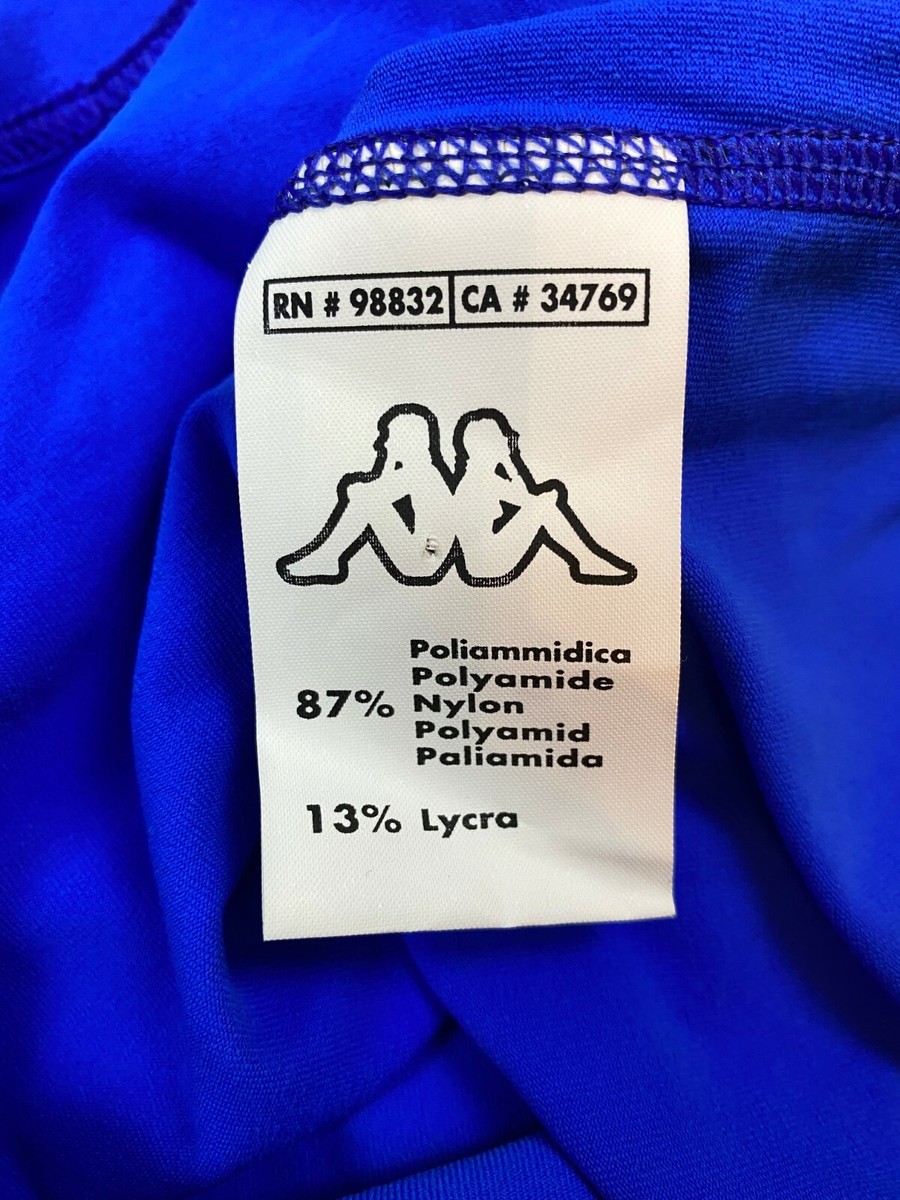 RN # 98832 CA # 34769
Poliammidica
Polyamide
87% Nylon
Polyamid
Paliamida
13% Lycra